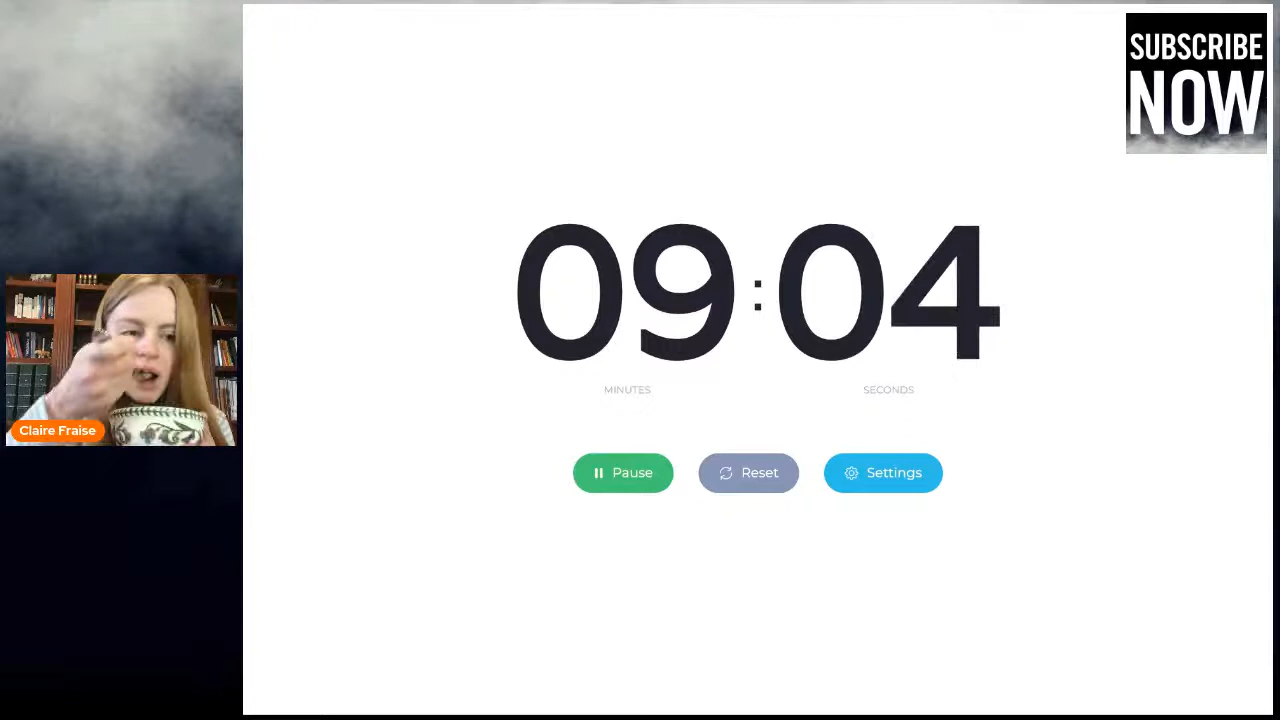 SUBSCRIBE
NOW
09:04
MINUTES SECONDS
Pause Reset Settings
Claire Fraise